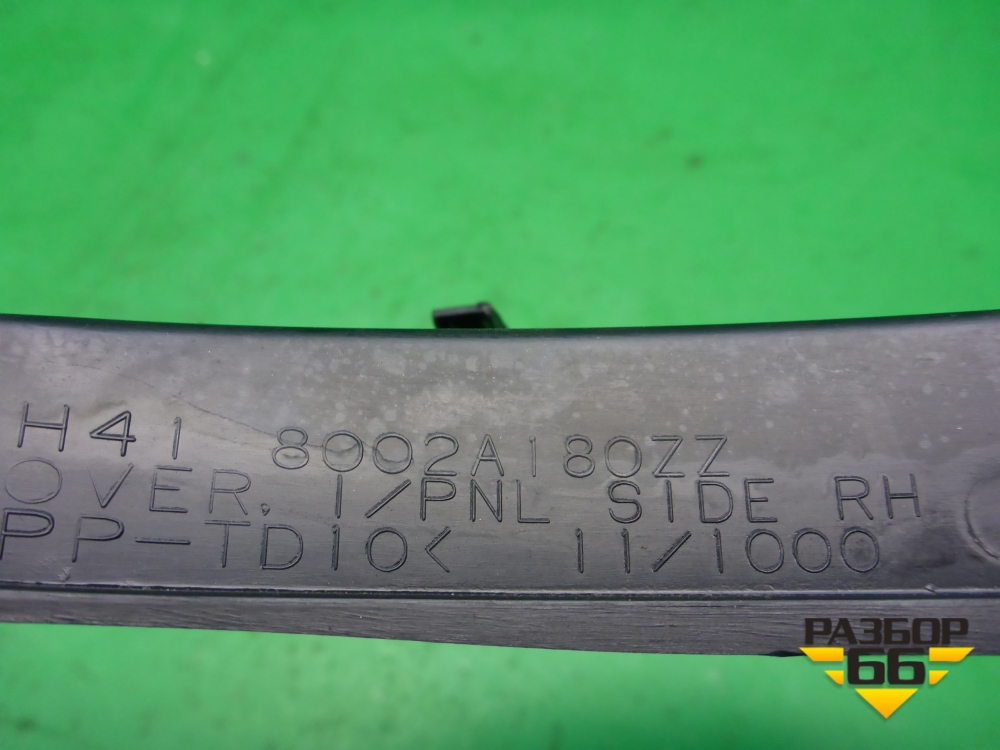 H41 8002A180ZZ
OVER, I/PNL SIDE RH
PP-TD10< 11/1000
РАЗБОР
66